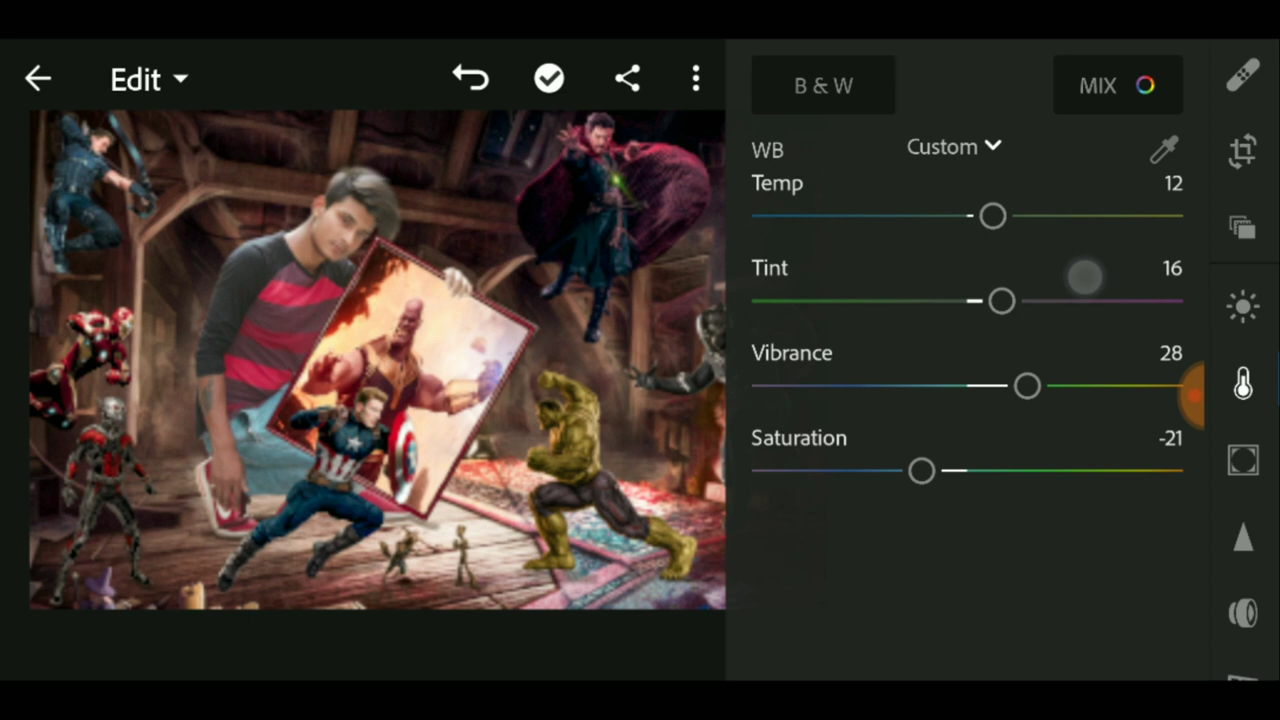 Edit
B & W
MIX
WB
Custom
Temp
12
Tint
16
Vibrance
28
Saturation
-21